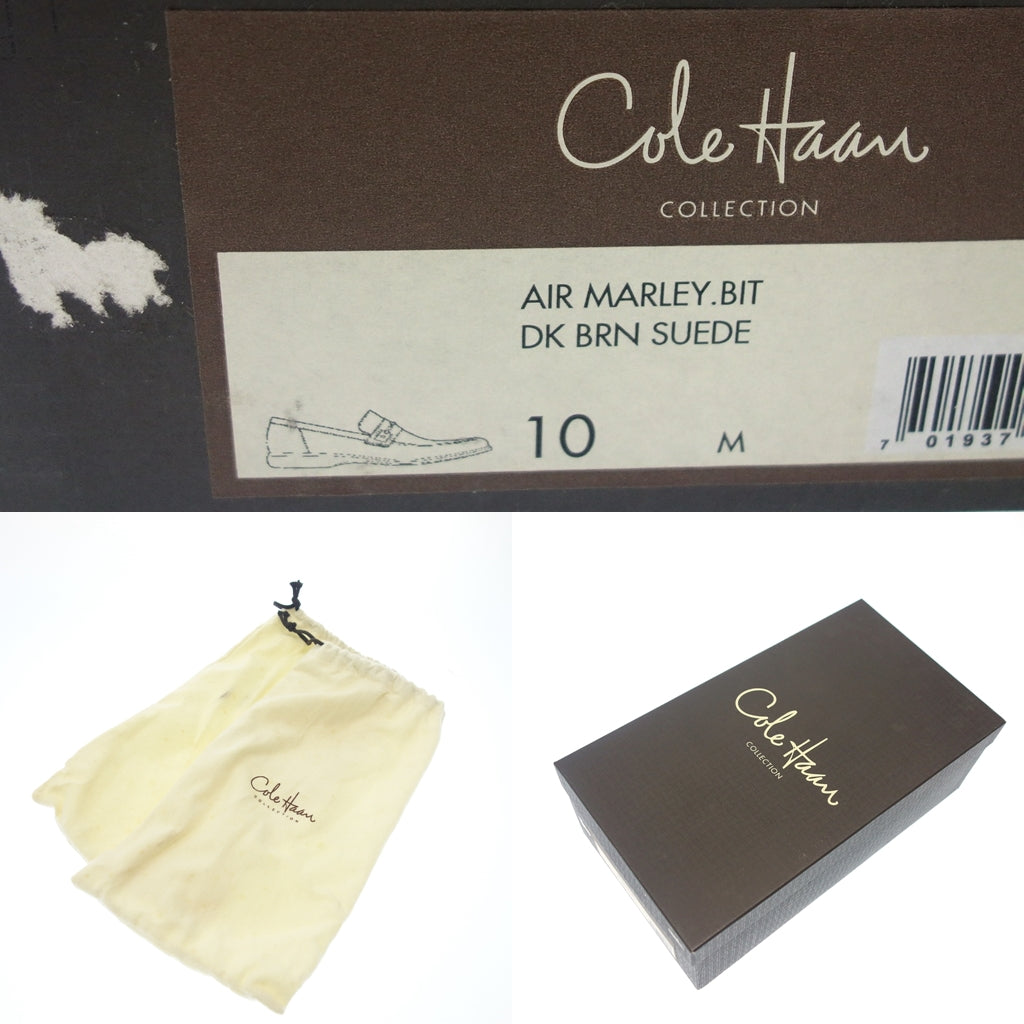 Cole Haan
COLLECTION
AIR MARLEY.BIT
DK BRN SUEDE
10 M
7 01937
Cole Haan
COLLECTION
Cole Haan
COLLECTION